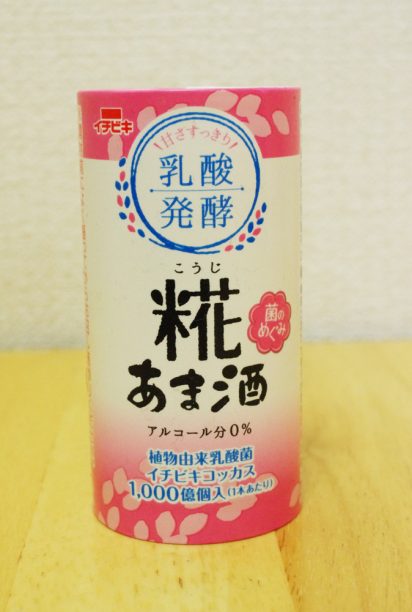 イチビキ
甘さすっきり
乳酸
発酵
こうじ
糀
菌の
めぐみ
あま酒
アルコール分0%
植物由来乳酸菌
イチビキコッカス
1,000億個入(1本あたり)